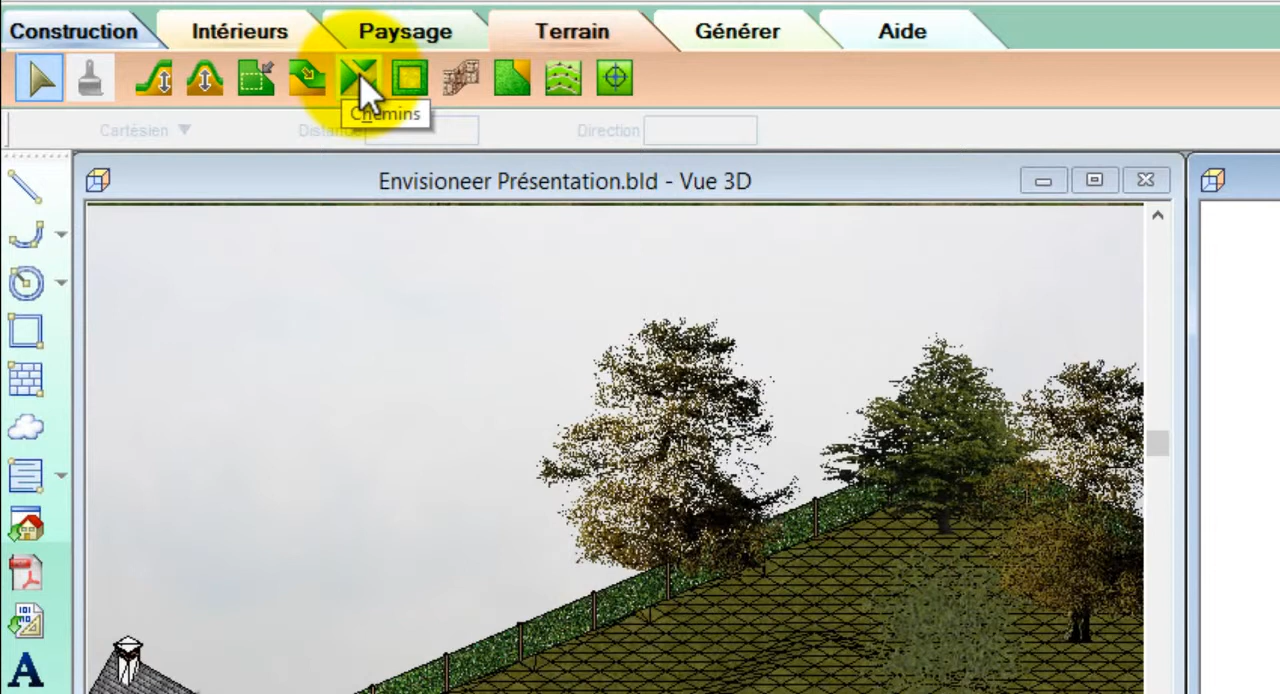 Construction Intérieurs Paysage Terrain Générer Aide
Chemins
Cartésien Distance Direction
Envisioneer Présentation.bld - Vue 3D
A